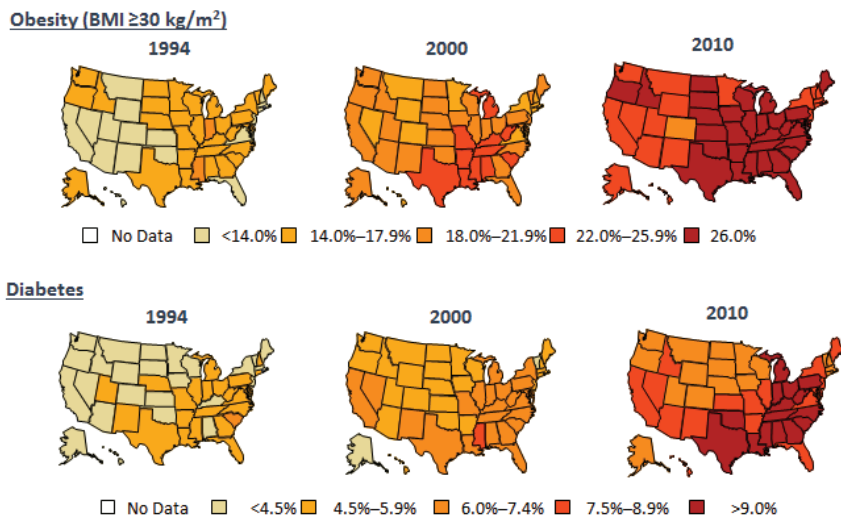 Obesity (BMI ≥30 kg/m²)
1994 2000 2010
No Data <14.0% 14.0%–17.9% 18.0%–21.9% 22.0%–25.9% 26.0%
Diabetes
1994 2000 2010
No Data <4.5% 4.5%–5.9% 6.0%–7.4% 7.5%–8.9% >9.0%